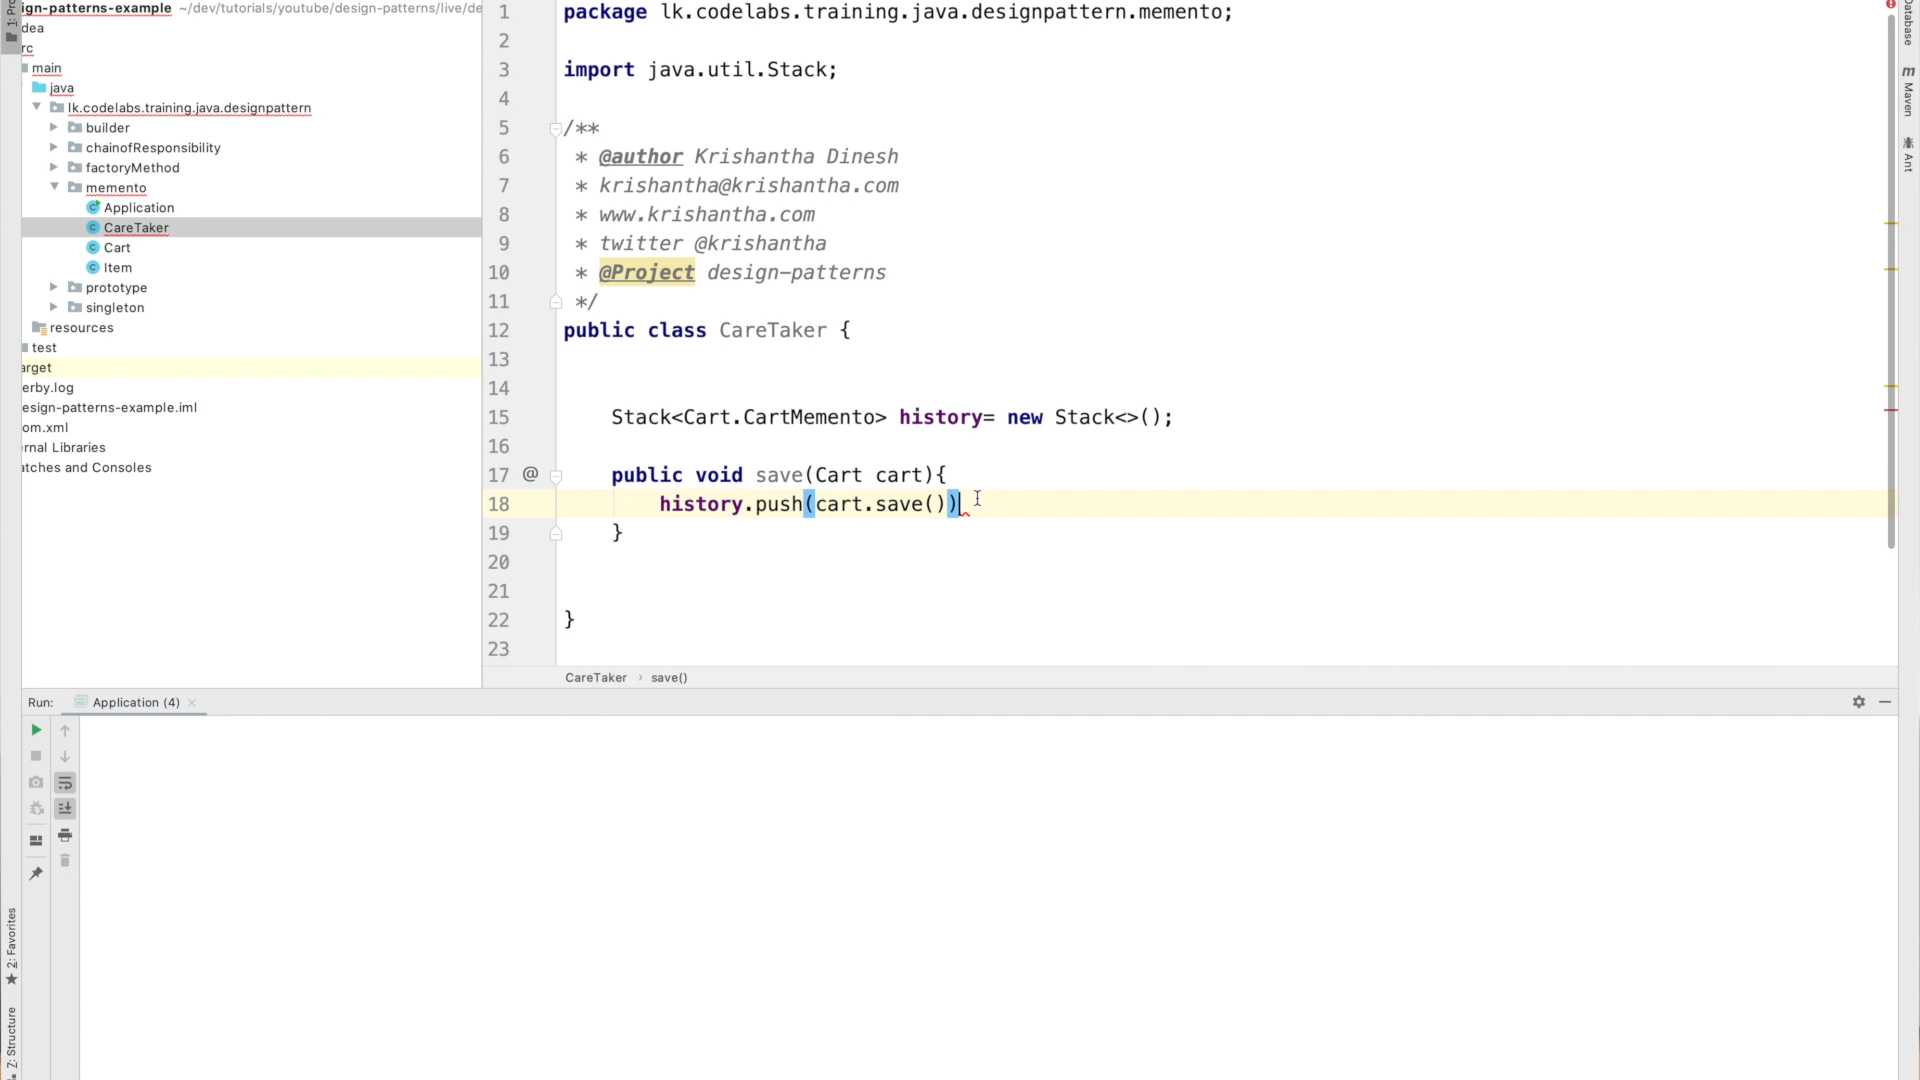 ign-patterns-example ~/dev/tutorials/youtube/design-patterns/live/de
dea
rc
main
java
lk.codelabs.training.java.designpattern
builder
chainofResponsibility
factoryMethod
memento
Application
CareTaker
Cart
Item
prototype
singleton
resources
test
arget
erby.log
esign-patterns-example.iml
om.xml
rnal Libraries
atches and Consoles
1 package lk.codelabs.training.java.designpattern.memento;
2
3 import java.util.Stack;
4
5 /**
6 * @author Krishantha Dinesh
7 * krishantha@krishantha.com
8 * www.krishantha.com
9 * twitter @krishantha
10 * @Project design-patterns
11 */
12 public class CareTaker {
13
14
15 Stack<Cart.CartMemento> history= new Stack<>();
16
17 @ public void save(Cart cart){
18 history.push(cart.save())
19 }
20
21
22 }
23
CareTaker › save()
Run: Application (4)
2: Favorites
Z: Structure
Database
m Maven
Ant